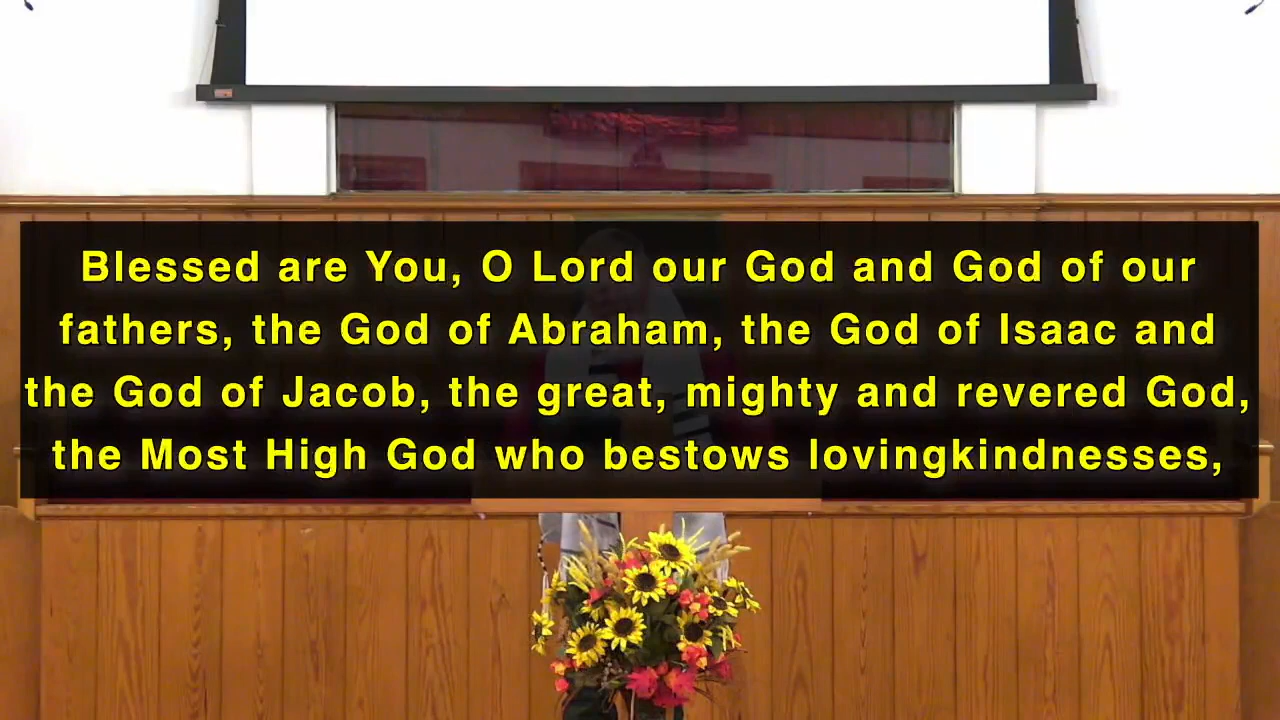 Blessed are You, O Lord our God and God of our
fathers, the God of Abraham, the God of Isaac and
the God of Jacob, the great, mighty and revered God,
the Most High God who bestows lovingkindnesses,